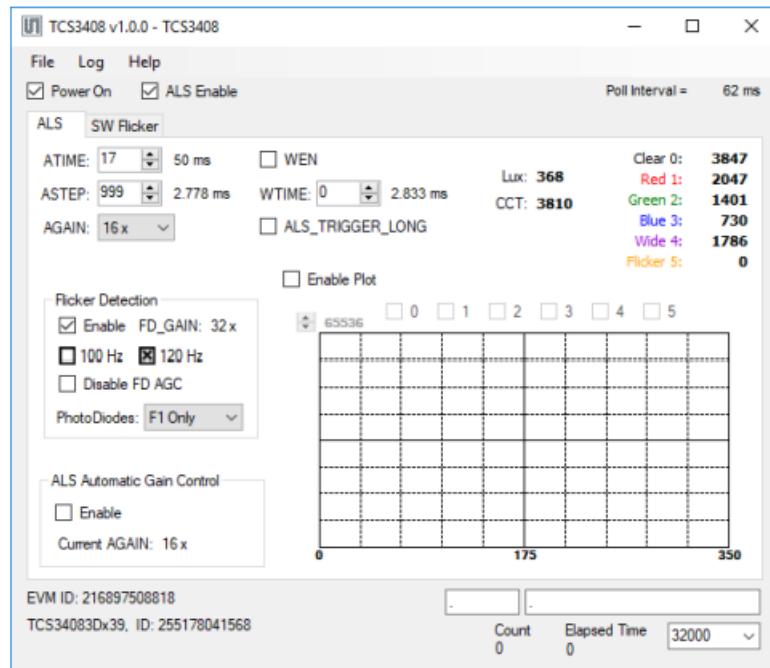 TCS3408 v1.0.0 - TCS3408
File Log Help
Power On ALS Enable Poll Interval = 62 ms
ALS SW Flicker
ATIME: 17 50 ms WEN Clear 0: 3847
Lux: 368 Red 1: 2047
ASTEP: 999 2.778 ms WTIME: 0 2.833 ms Green 2: 1401
CCT: 3810 Blue 3: 730
AGAIN: 16 x ALS_TRIGGER_LONG Wide 4: 1786
Flicker 5: 0
Enable Plot
Flicker Detection
Enable FD_GAIN: 32 x
65536 0 1 2 3 4 5
100 Hz 120 Hz
Disable FD AGC
PhotoDiodes: F1 Only
ALS Automatic Gain Control
Enable
Current AGAIN: 16 x
0 175 350
EVM ID: 216897508818 . .
TCS34083Dx39, ID: 255178041568
Count Elapsed Time 32000
0 0